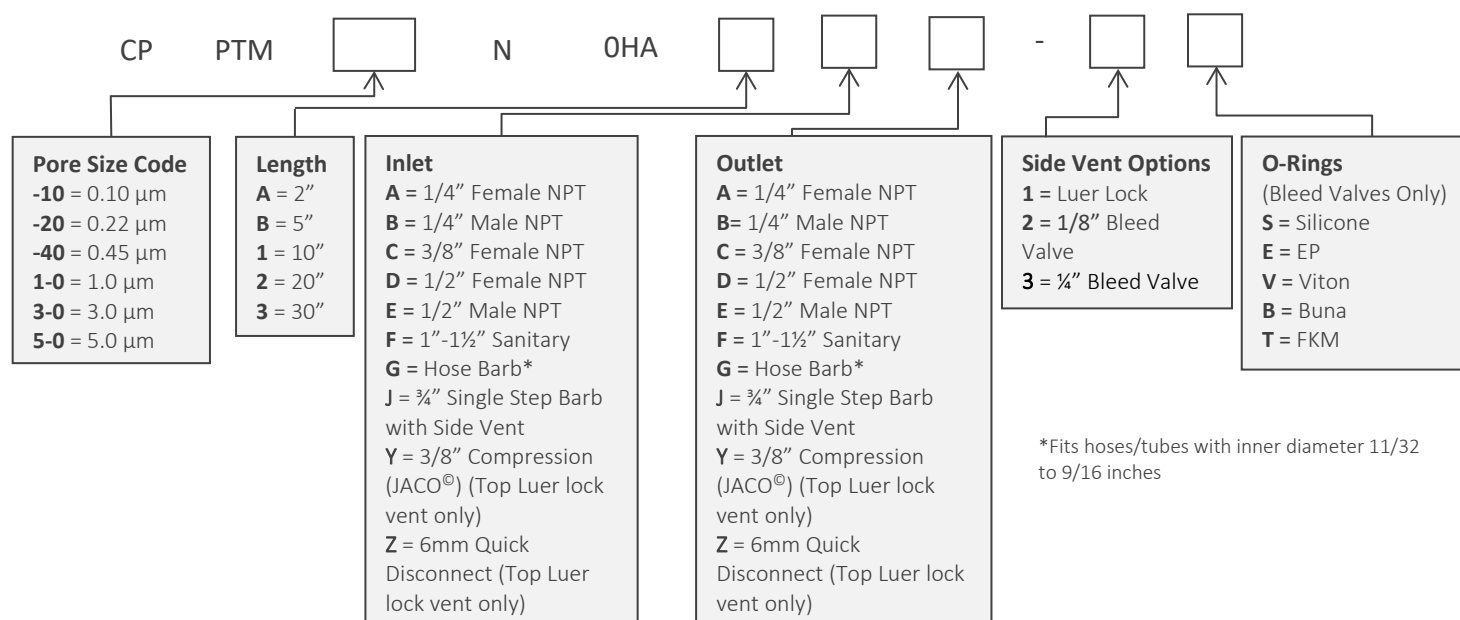 CP PTM N 0HA -
Pore Size Code
-10 = 0.10 µm
-20 = 0.22 µm
-40 = 0.45 µm
1-0 = 1.0 µm
3-0 = 3.0 µm
5-0 = 5.0 µm
Length
A = 2”
B = 5”
1 = 10”
2 = 20”
3 = 30”
Inlet
A = 1/4” Female NPT
B = 1/4” Male NPT
C = 3/8” Female NPT
D = 1/2” Female NPT
E = 1/2” Male NPT
F = 1”-1½” Sanitary
G = Hose Barb*
J = ¾” Single Step Barb
with Side Vent
Y = 3/8” Compression
(JACO©) (Top Luer lock
vent only)
Z = 6mm Quick
Disconnect (Top Luer
lock vent only)
Outlet
A = 1/4” Female NPT
B= 1/4” Male NPT
C = 3/8” Female NPT
D = 1/2” Female NPT
E = 1/2” Male NPT
F = 1”-1½” Sanitary
G = Hose Barb*
J = ¾” Single Step Barb
with Side Vent
Y = 3/8” Compression
(JACO©) (Top Luer lock
vent only)
Z = 6mm Quick
Disconnect (Top Luer lock
vent only)
Side Vent Options
1 = Luer Lock
2 = 1/8” Bleed
Valve
3 = ¼” Bleed Valve
O-Rings
(Bleed Valves Only)
S = Silicone
E = EP
V = Viton
B = Buna
T = FKM
*Fits hoses/tubes with inner diameter 11/32
to 9/16 inches